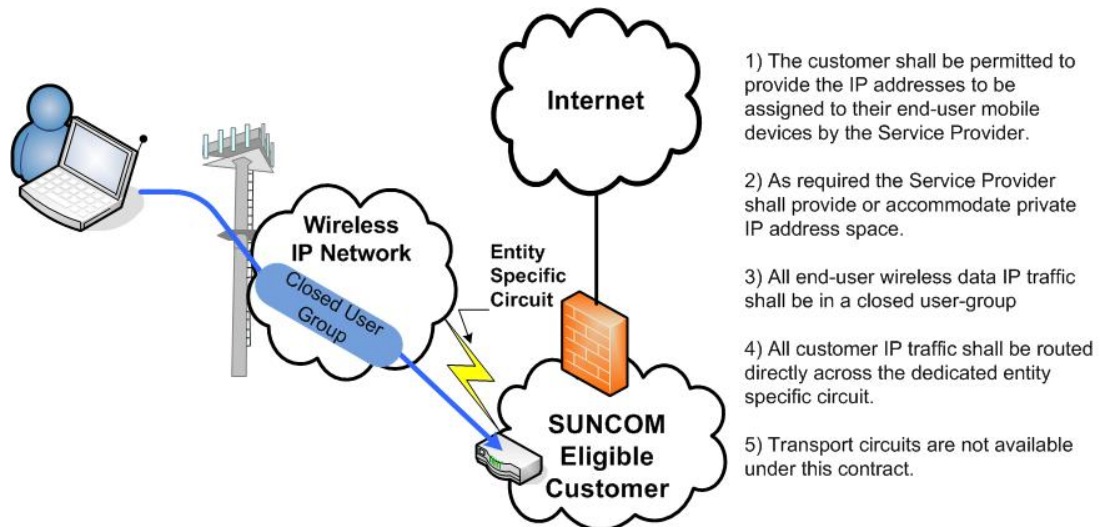 Internet
Wireless
IP Network
Closed User
Group
Entity
Specific
Circuit
SUNCOM
Eligible
Customer
1) The customer shall be permitted to
provide the IP addresses to be
assigned to their end-user mobile
devices by the Service Provider.
2) As required the Service Provider
shall provide or accommodate private
IP address space.
3) All end-user wireless data IP traffic
shall be in a closed user-group
4) All customer IP traffic shall be routed
directly across the dedicated entity
specific circuit.
5) Transport circuits are not available
under this contract.